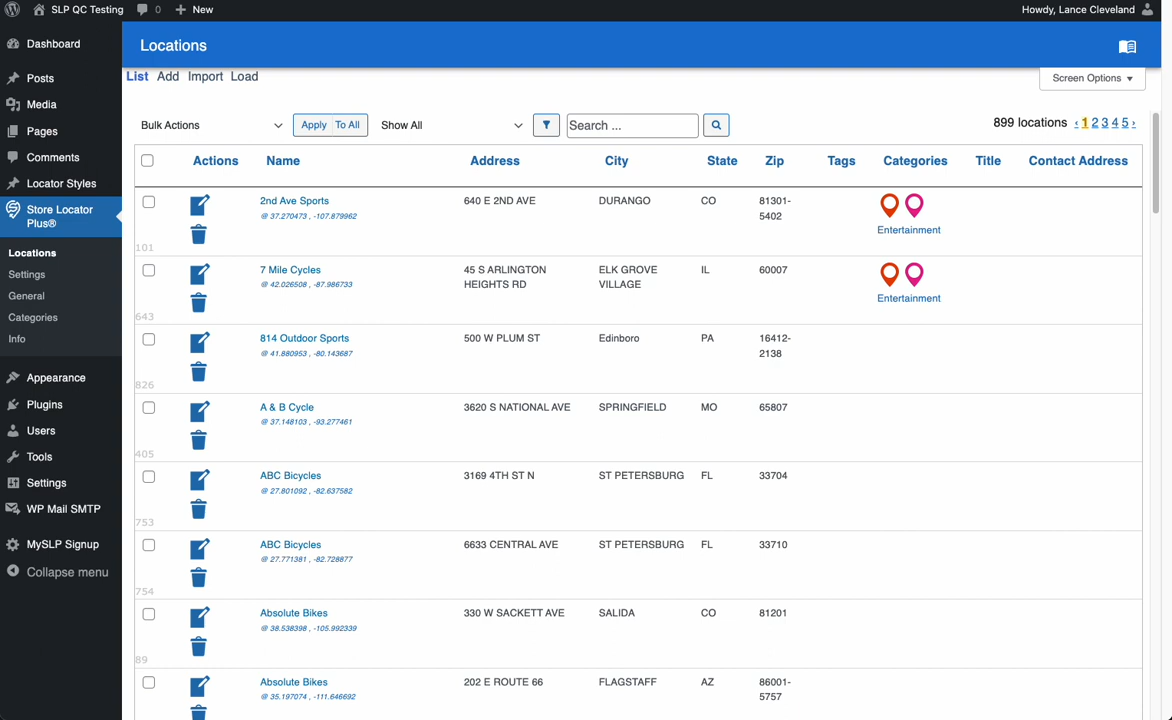 SLP QC Testing 0 New Howdy, Lance Cleveland
Dashboard
Posts
Media
Pages
Comments
Locator Styles
Store Locator
Plus®
Locations
Settings
General
Categories
Info
Appearance
Plugins
Users
Tools
Settings
WP Mail SMTP
MySLP Signup
Collapse menu
Locations
List Add Import Load
Screen Options ▼
Bulk Actions Apply To All Show All Search ... 899 locations ‹ 1 2 3 4 5 ›
Actions Name Address City State Zip Tags Categories Title Contact Address
2nd Ave Sports 640 E 2ND AVE DURANGO CO 81301-
@ 37.270473 , -107.879962 5402
Entertainment
101
7 Mile Cycles 45 S ARLINGTON ELK GROVE IL 60007
@ 42.026508 , -87.986733 HEIGHTS RD VILLAGE
Entertainment
643
814 Outdoor Sports 500 W PLUM ST Edinboro PA 16412-
@ 41.880953 , -80.143687 2138
826
A & B Cycle 3620 S NATIONAL AVE SPRINGFIELD MO 65807
@ 37.148103 , -93.277461
405
ABC Bicycles 3169 4TH ST N ST PETERSBURG FL 33704
@ 27.801092 , -82.637582
753
ABC Bicycles 6633 CENTRAL AVE ST PETERSBURG FL 33710
@ 27.771381 , -82.728877
754
Absolute Bikes 330 W SACKETT AVE SALIDA CO 81201
@ 38.538398 , -105.992339
89
Absolute Bikes 202 E ROUTE 66 FLAGSTAFF AZ 86001-
@ 35.197074 , -111.646692 5757